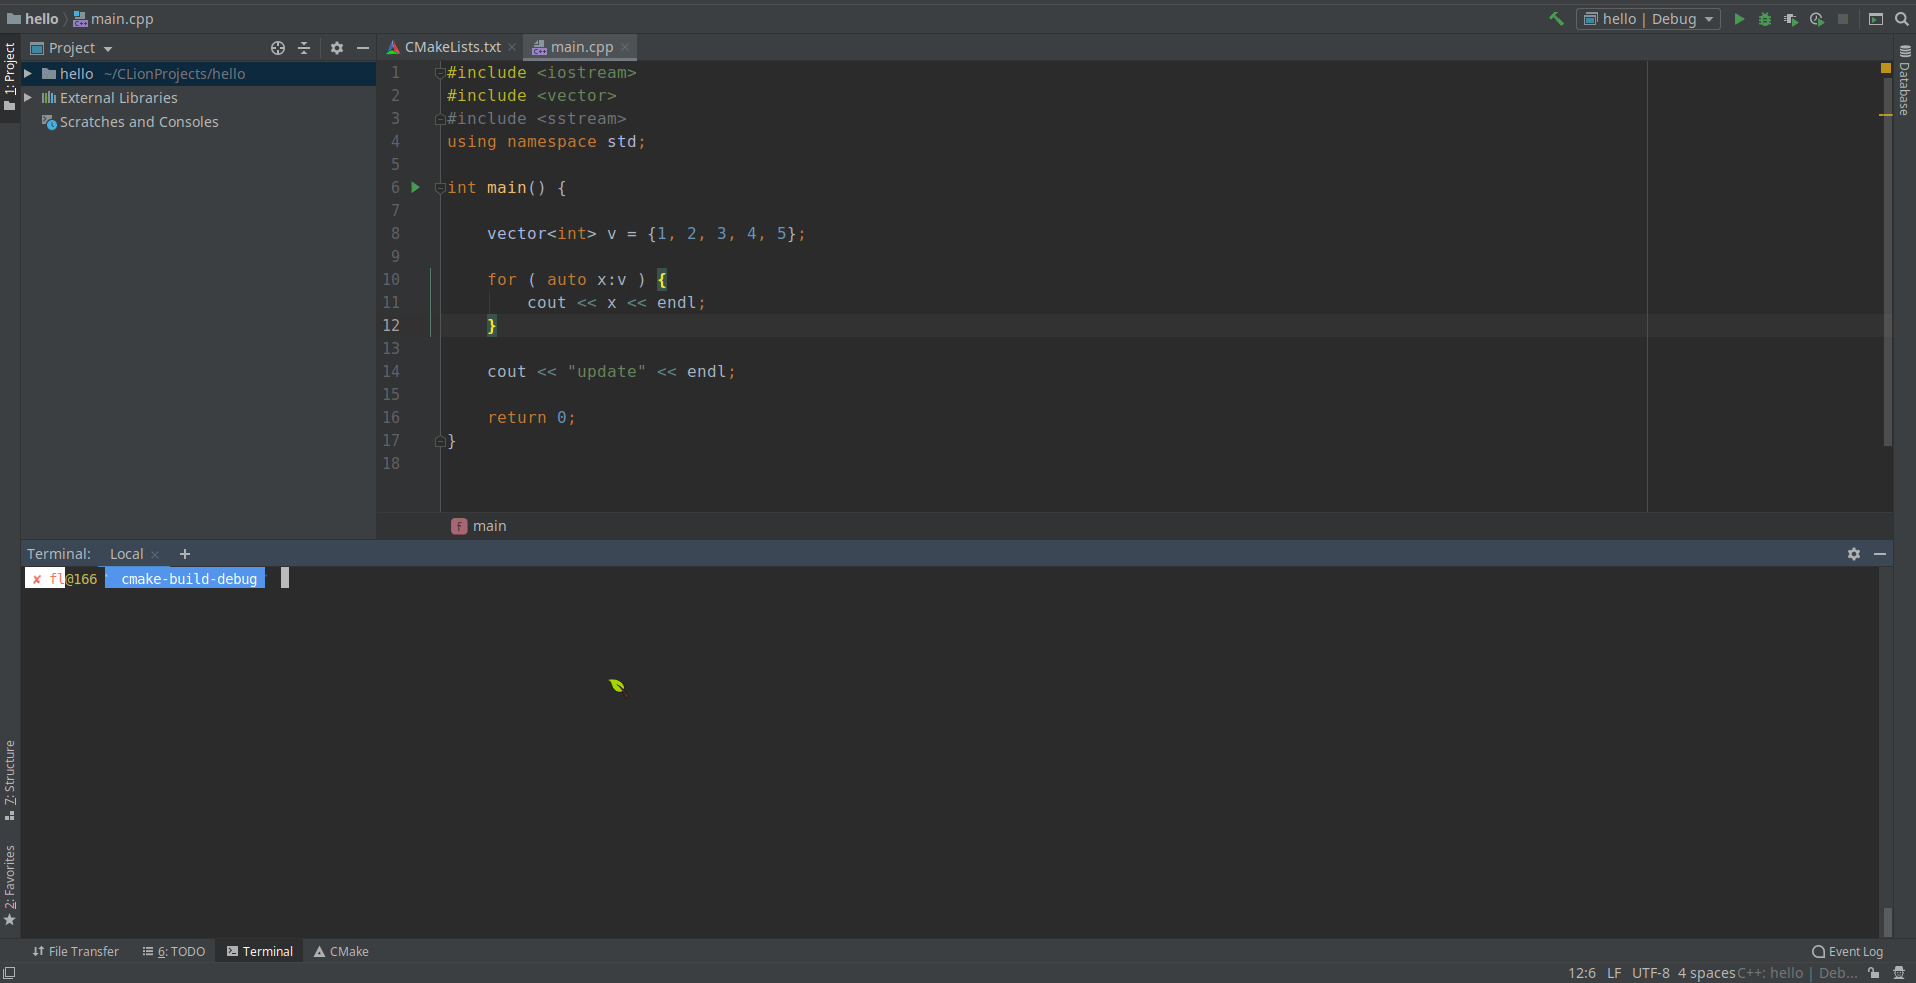 hello main.cpp
hello | Debug
1: Project
Project
CMakeLists.txt main.cpp
hello ~/CLionProjects/hello
External Libraries
Scratches and Consoles
Database
1 #include <iostream>
2 #include <vector>
3 #include <sstream>
4 using namespace std;
5
6 int main() {
7
8 vector<int> v = {1, 2, 3, 4, 5};
9
10 for ( auto x:v ) {
11 cout << x << endl;
12 }
13
14 cout << "update" << endl;
15
16 return 0;
17 }
18
f main
Terminal: Local +
✘ fl@166 cmake-build-debug
7: Structure
2: Favorites
File Transfer 6: TODO Terminal CMake
Event Log
12:6 LF UTF-8 4 spaces C++: hello | Deb...